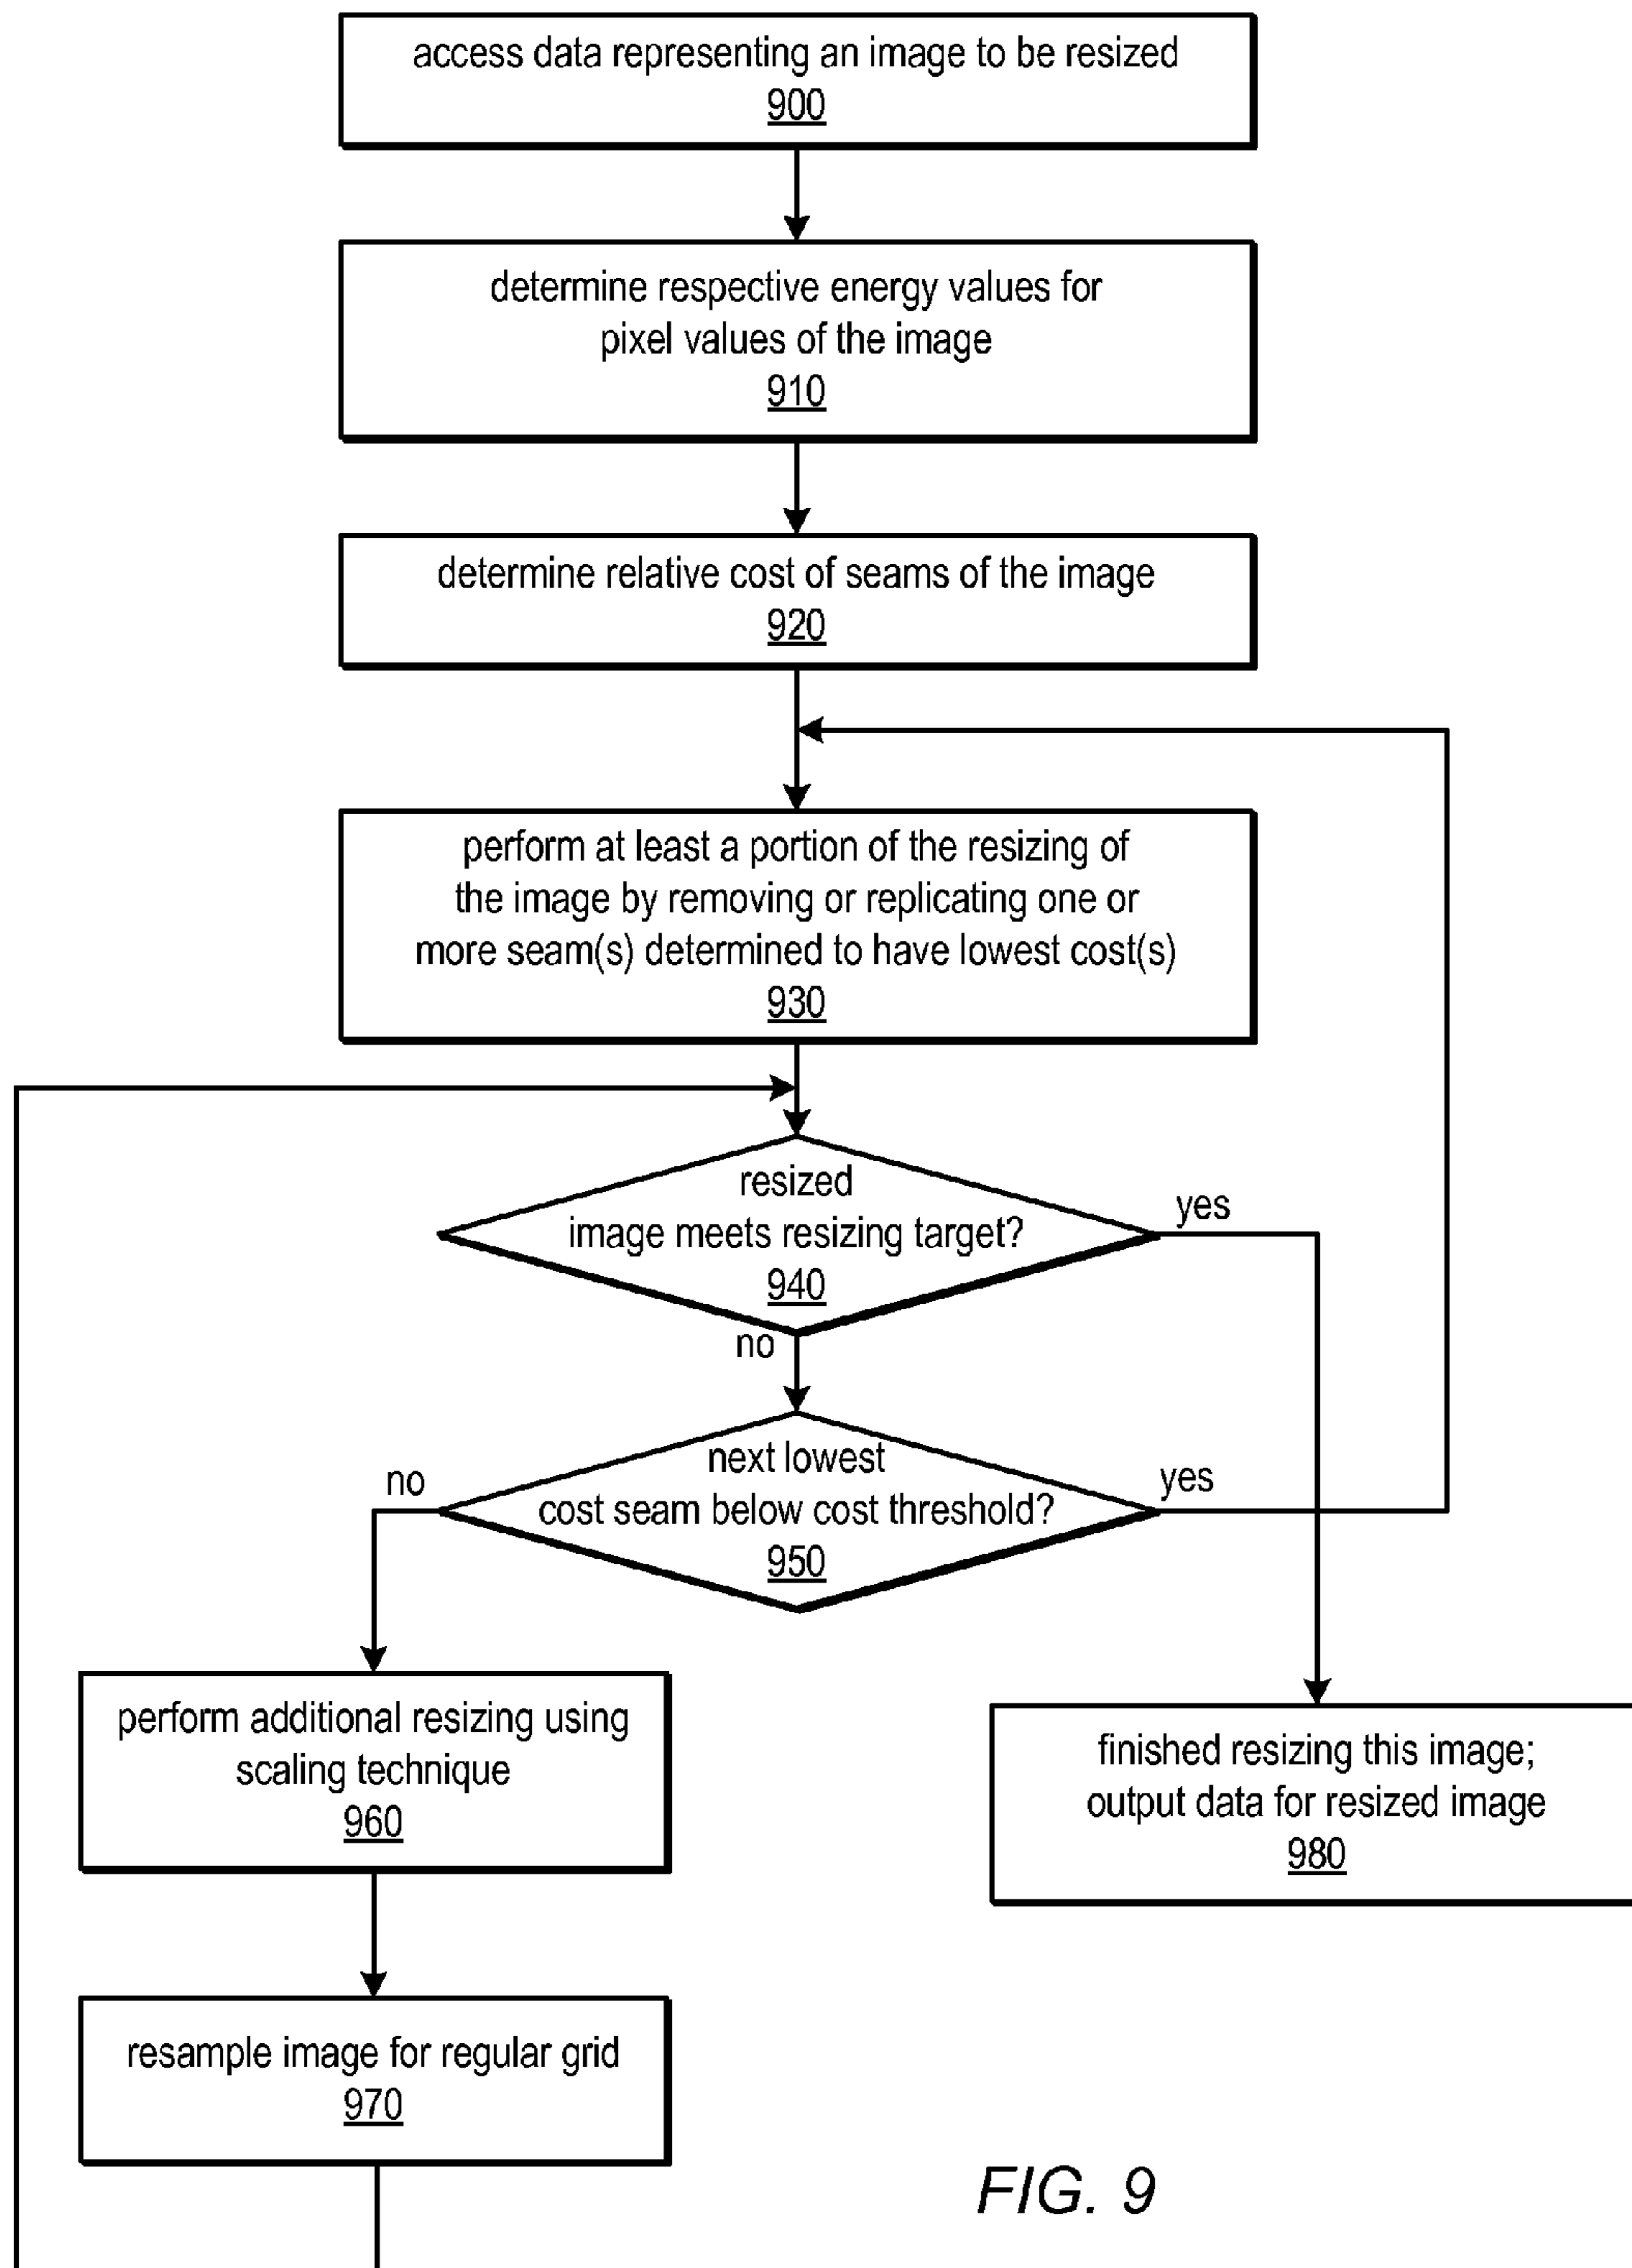 access data representing an image to be resized
900
determine respective energy values for
pixel values of the image
910
determine relative cost of seams of the image
920
perform at least a portion of the resizing of
the image by removing or replicating one or
more seam(s) determined to have lowest cost(s)
930
resized
image meets resizing target?
940
yes
no
next lowest
cost seam below cost threshold?
950
no
yes
perform additional resizing using
scaling technique
960
finished resizing this image;
output data for resized image
980
resample image for regular grid
970
FIG. 9